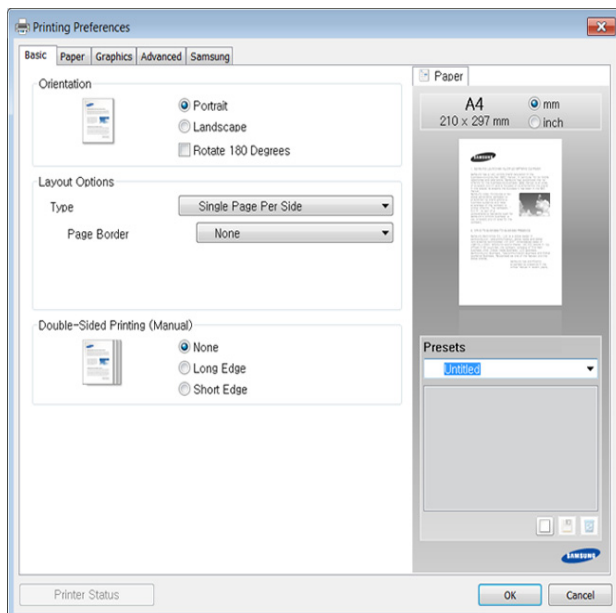 Printing Preferences
Basic Paper Graphics Advanced Samsung
Orientation
Portrait
Landscape
Rotate 180 Degrees
Layout Options
Type Single Page Per Side
Page Border None
Double-Sided Printing (Manual)
None
Long Edge
Short Edge
Paper
A4
210 x 297 mm
mm
inch
SAMSUNG
Presets
Untitled
SAMSUNG
Printer Status
OK
Cancel